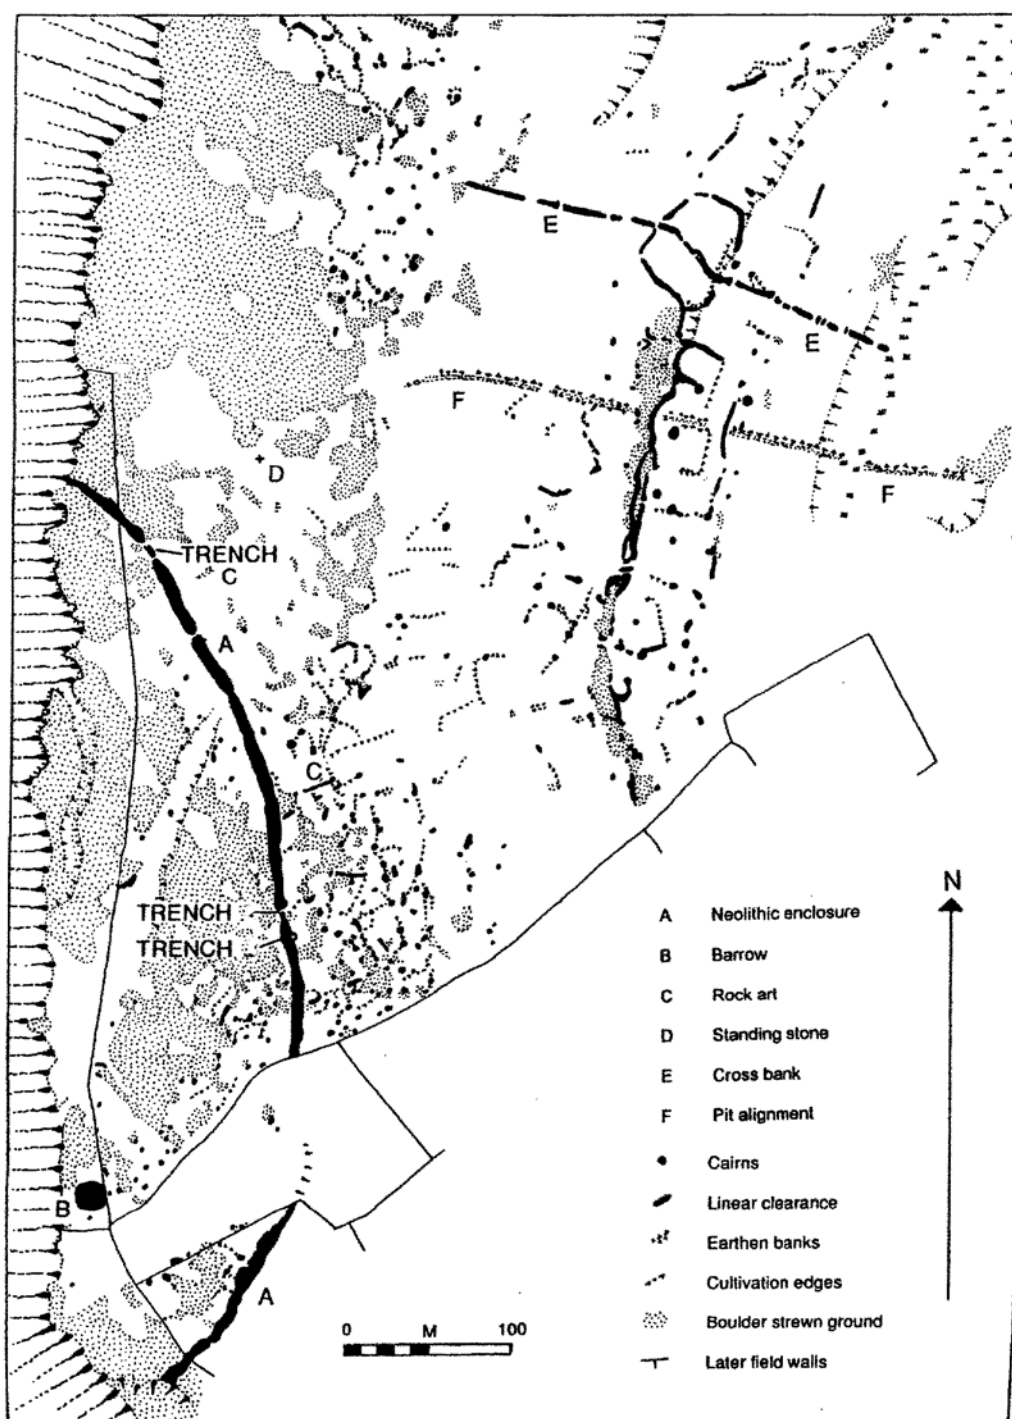 E
E
F
F
D
TRENCH
C
A
C
TRENCH
TRENCH
B
A
0 M 100
N
A Neolithic enclosure
B Barrow
C Rock art
D Standing stone
E Cross bank
F Pit alignment
Cairns
Linear clearance
Earthen banks
Cultivation edges
Boulder strewn ground
Later field walls